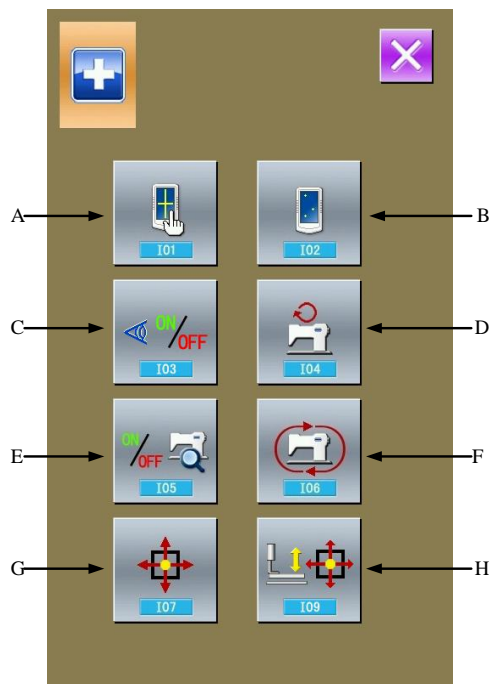 A B
I01 I02
C ON/OFF D
I03 I04
E ON/OFF F
I05 I06
G H
I07 I09